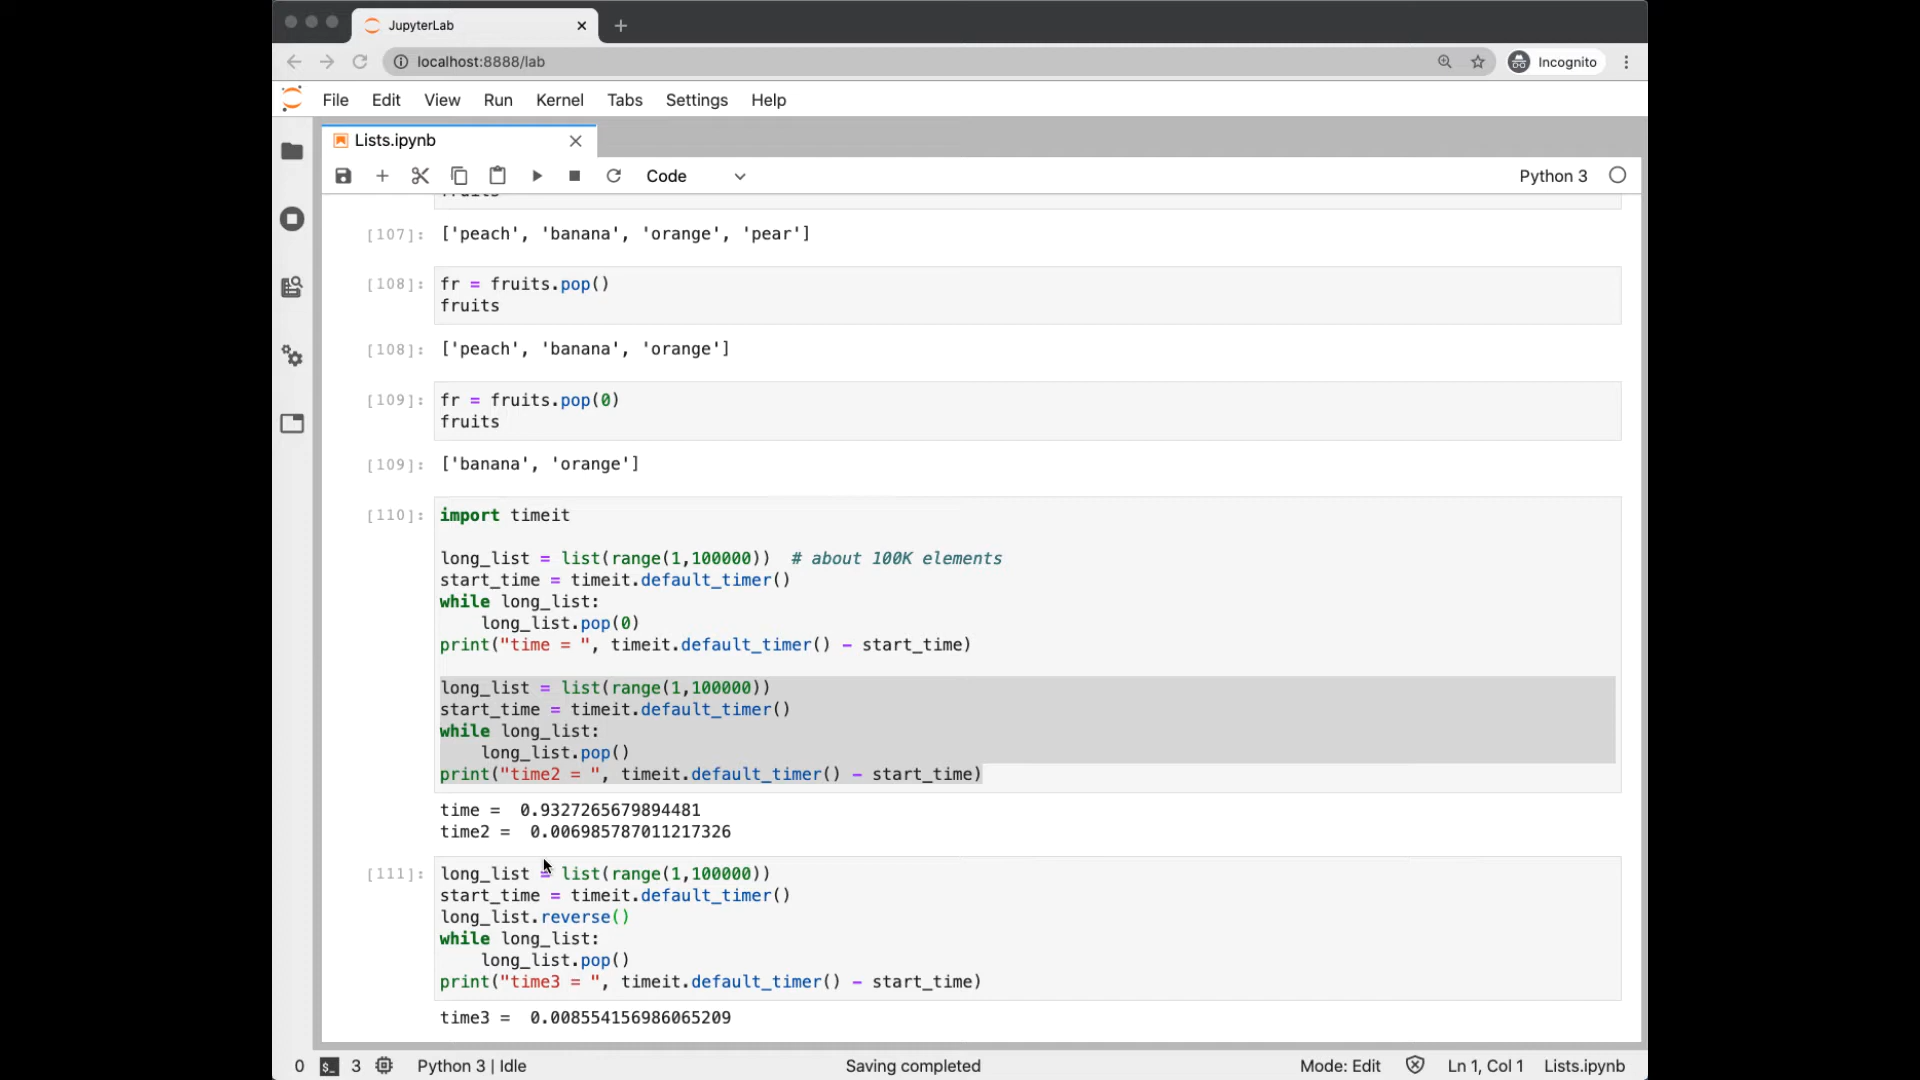 JupyterLab
localhost:8888/lab
Incognito
File Edit View Run Kernel Tabs Settings Help
Lists.ipynb
Code
Python 3
fruits
[107]: ['peach', 'banana', 'orange', 'pear']
[108]: fr = fruits.pop()
fruits
[108]: ['peach', 'banana', 'orange']
[109]: fr = fruits.pop(0)
fruits
[109]: ['banana', 'orange']
[110]: import timeit
long_list = list(range(1,100000))  # about 100K elements
start_time = timeit.default_timer()
while long_list:
    long_list.pop(0)
print("time = ", timeit.default_timer() - start_time)
long_list = list(range(1,100000))
start_time = timeit.default_timer()
while long_list:
    long_list.pop()
print("time2 = ", timeit.default_timer() - start_time)
time =  0.9327265679894481
time2 =  0.006985787011217326
[111]: long_list = list(range(1,100000))
start_time = timeit.default_timer()
long_list.reverse()
while long_list:
    long_list.pop()
print("time3 = ", timeit.default_timer() - start_time)
time3 =  0.008554156986065209
0 $_ 3 Python 3 | Idle Saving completed Mode: Edit Ln 1, Col 1 Lists.ipynb